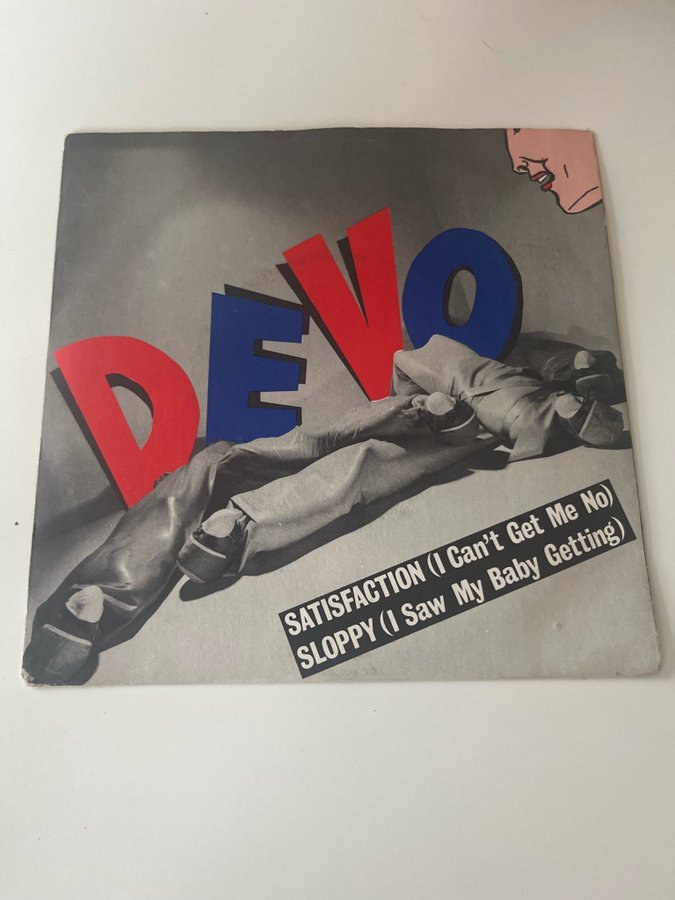 DEVO
SATISFACTION (I Can't Get Me No)
SLOPPY (I Saw My Baby Getting)